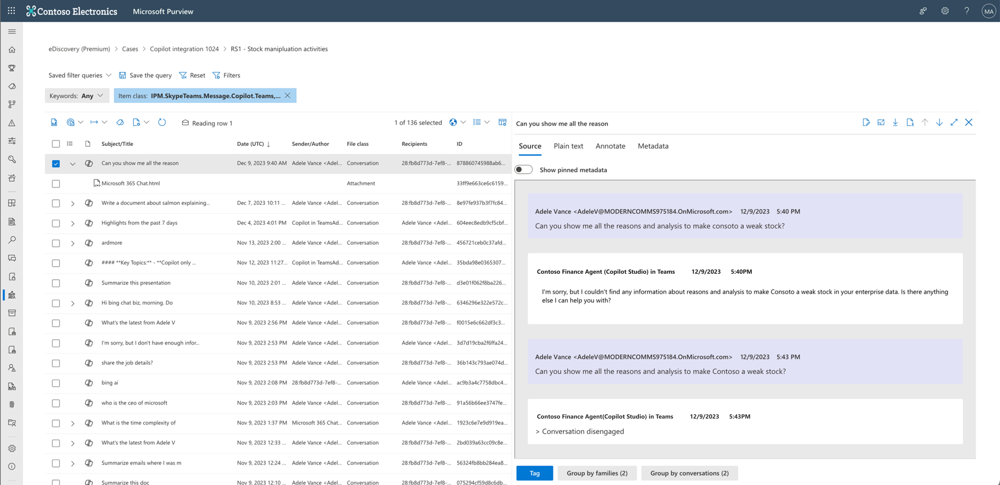 Contoso Electronics Microsoft Purview MA
eDiscovery (Premium) > Cases > Copilot integration 1024 > RS1 - Stock manipluation activities
Saved filter queries Save the query Reset Filters
Keywords: Any Item class: IPM.SkypeTeams.Message.Copilot.Teams,...
Reading row 1 1 of 136 selected
Subject/Title Date (UTC) ↓ Sender/Author File class Recipients ID
Can you show me all the reason Dec 9, 2023 9:40 AM Adele Vance <Adel... Conversation 28:fb8d773d-7ef8-... 878860745988ab6...
Microsoft 365 Chat.html Attachment 33ff9e663ce6c6159...
Write a document about salmon explaining... Dec 7, 2023 10:11 ... Adele Vance <Adel... Conversation 28:fb8d773d-7ef8-... 8e97fe937b3f7fc84...
Highlights from the past 7 days Dec 4, 2023 4:01 PM Copilot in TeamsAd... Conversation Adele Vance <Adel... 604eec8edb9cf5cbf...
ardmore Nov 13, 2023 2:00 ... Adele Vance <Adel... Conversation 28:fb8d773d-7ef8-... 456721ceb0c37afd...
#### **Key Topics:** - **Copilot only ... Nov 12, 2023 11:27... Copilot in TeamsAd... Conversation Adele Vance <Adel... 35bda98e0365307...
Summarize this presentation Nov 10, 2023 2:01 ... Adele Vance <Adel... Conversation 28:fb8d773d-7ef8-... d3e01f062f8ba226...
Hi bing chat biz, morning. Do Nov 10, 2023 8:53 ... Adele Vance <Adel... Conversation 28:fb8d773d-7ef8-... 6346296e322e572c...
What's the latest from Adele V Nov 9, 2023 2:56 PM Adele Vance <Adel... Conversation 28:fb8d773d-7ef8-... f0015e6c662df3c3...
I'm sorry, but I don't have enough infor... Nov 9, 2023 2:53 PM Adele Vance <Adel... Conversation Adele Vance <Adel... 3d7d19cba2f6ffa24...
share the job details? Nov 9, 2023 2:53 PM Adele Vance <Adel... Conversation 28:fb8d773d-7ef8-... 36b143c793ae074d...
bing ai Nov 9, 2023 2:08 PM 28:fb8d773d-7ef8-... Conversation Adele Vance <Adel... ac9b3a4c7758dbc4...
who is the ceo of microsoft Nov 9, 2023 2:03 PM Adele Vance <Adel... Conversation 28:fb8d773d-7ef8-... 91a56b66ee3747fe...
What is the time complexity of Nov 9, 2023 1:37 PM Microsoft 365 Chat... Conversation Adele Vance <Adel... 1923c6e7e9d919ea...
What's the latest from Adele V Nov 9, 2023 12:33 ... Adele Vance <Adel... Conversation 28:fb8d773d-7ef8-... 2bd039a63cc09c8e...
Summarize emails where I was m Nov 9, 2023 12:24 ... Adele Vance <Adel... Conversation 28:fb8d773d-7ef8-... 56324fb8bb284ea8...
Summarize this doc Nov 9, 2023 12:10 ... Adele Vance <Adel... Conversation 28:fb8d773d-7ef8-... 075294cf59d8c6db...
Can you show me all the reason
Source Plain text Annotate Metadata
Show pinned metadata
Adele Vance <AdeleV@MODERNCOMMS975184.OnMicrosoft.com> 12/9/2023 5:40 PM
Can you show me all the reasons and analysis to make consoto a weak stock?
Contoso Finance Agent (Copilot Studio) in Teams 12/9/2023 5:40PM
I'm sorry, but I couldn't find any information about reasons and analysis to make Consoto a weak stock in your enterprise data. Is there anything
else I can help you with?
Adele Vance <AdeleV@MODERNCOMMS975184.OnMicrosoft.com> 12/9/2023 5:43 PM
Can you show me all the reasons and analysis to make Contoso a weak stock?
Contoso Finance Agent(Copilot Studio) in Teams 12/9/2023 5:43PM
> Conversation disengaged
Tag Group by families (2) Group by conversations (2)